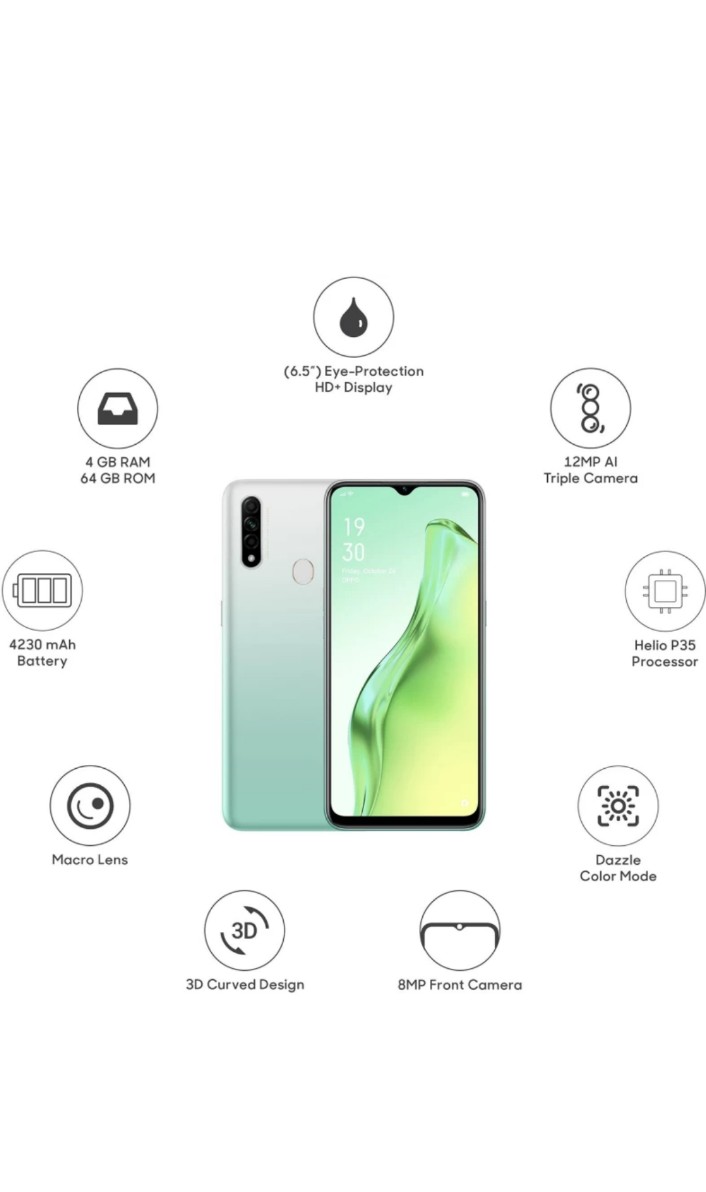 (6.5″) Eye-Protection
HD+ Display
4 GB RAM
64 GB ROM
12MP AI
Triple Camera
19
30
4230 mAh
Battery
Helio P35
Processor
Macro Lens
Dazzle
Color Mode
3D
3D Curved Design
8MP Front Camera